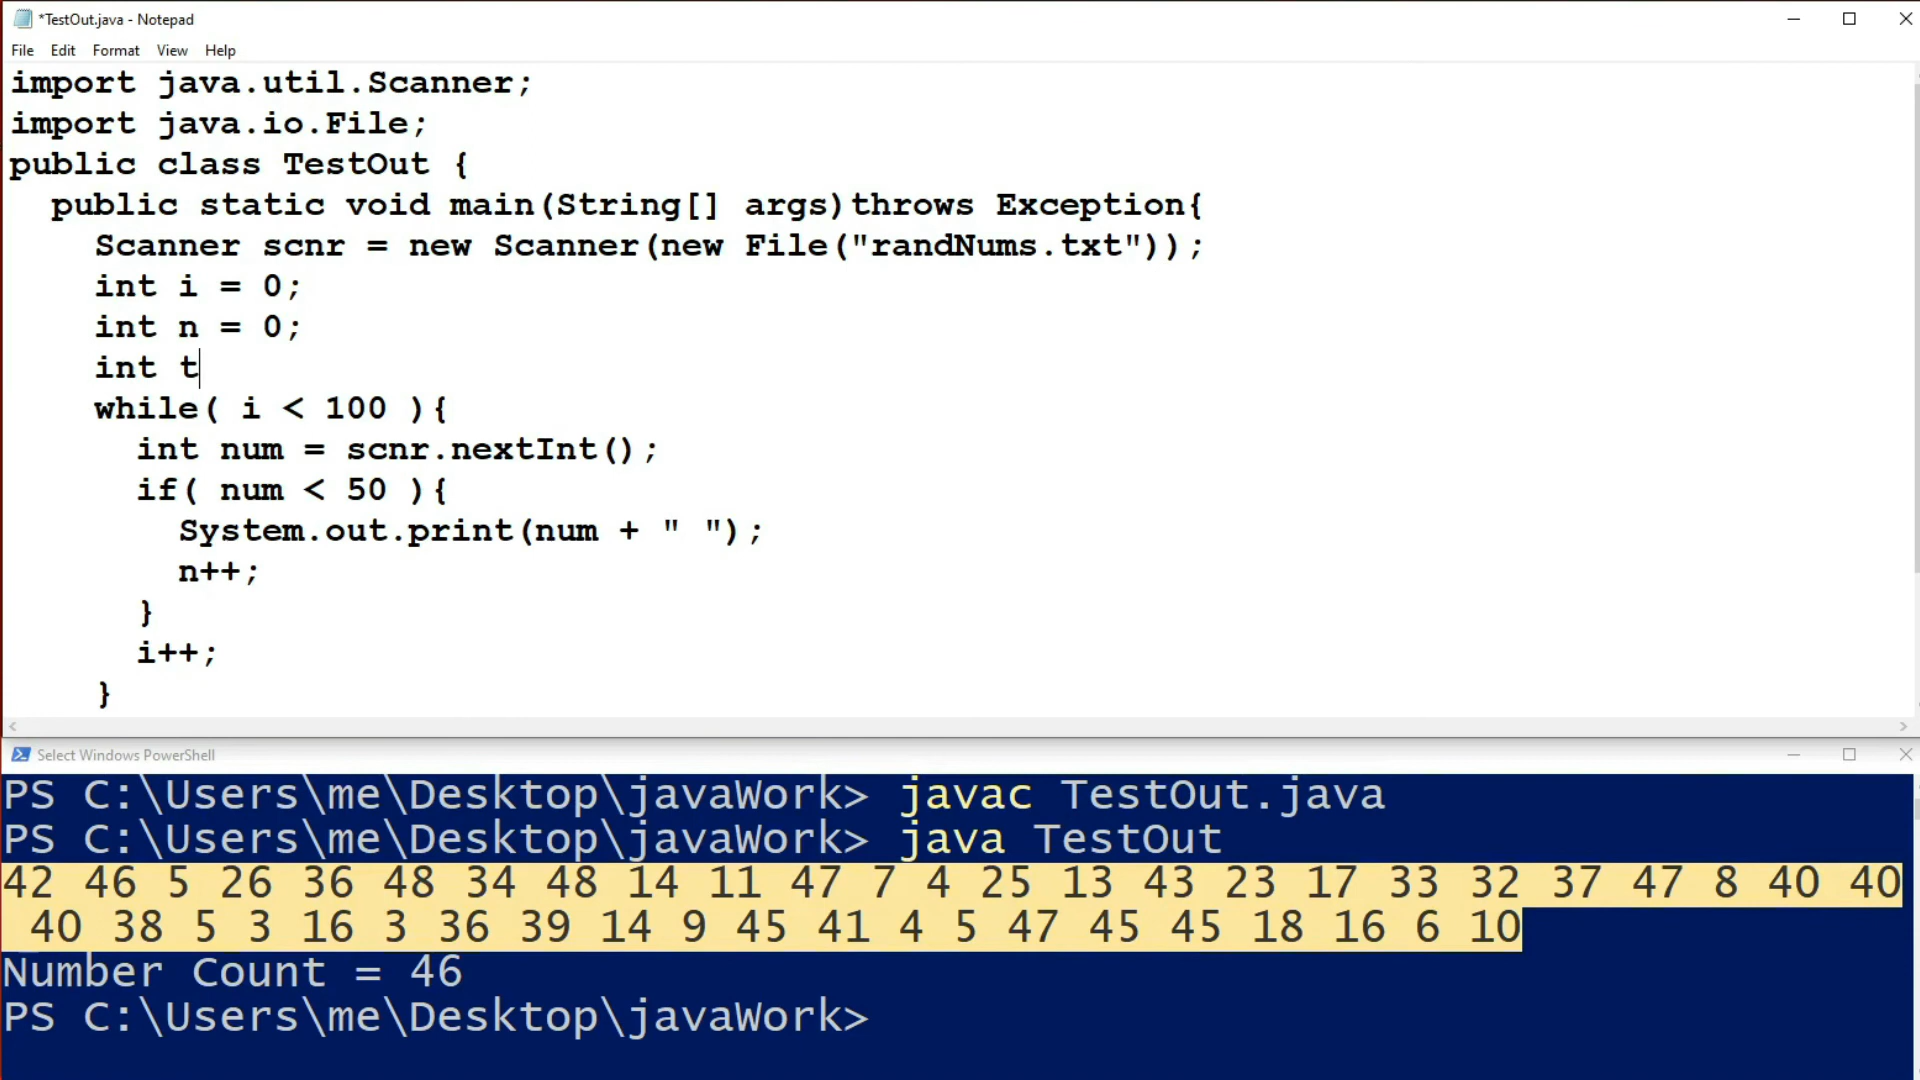 *TestOut.java - Notepad
File Edit Format View Help
import java.util.Scanner;
import java.io.File;
public class TestOut {
  public static void main(String[] args)throws Exception{
    Scanner scnr = new Scanner(new File("randNums.txt"));
    int i = 0;
    int n = 0;
    int t
    while( i < 100 ){
      int num = scnr.nextInt();
      if( num < 50 ){
        System.out.print(num + " ");
        n++;
      }
      i++;
    }
Select Windows PowerShell
PS C:\Users\me\Desktop\javaWork> javac TestOut.java
PS C:\Users\me\Desktop\javaWork> java TestOut
42 46 5 26 36 48 34 48 14 11 47 7 4 25 13 43 23 17 33 32 37 47 8 40 40
 40 38 5 3 16 3 36 39 14 9 45 41 4 5 47 45 45 18 16 6 10
Number Count = 46
PS C:\Users\me\Desktop\javaWork>